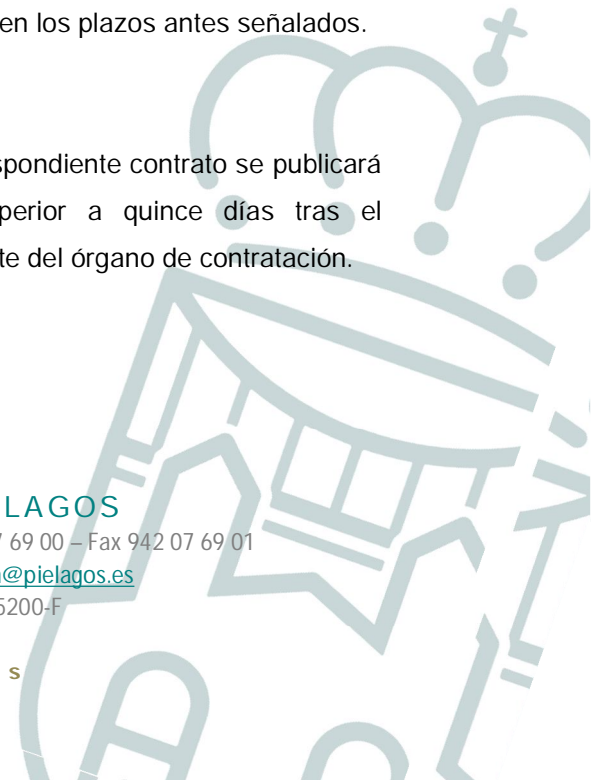 en los plazos antes señalados.
spondiente contrato se publicará
perior a quince días tras el
te del órgano de contratación.
LAGOS
7 69 00 – Fax 942 07 69 01
@pielagos.es
5200-F
s